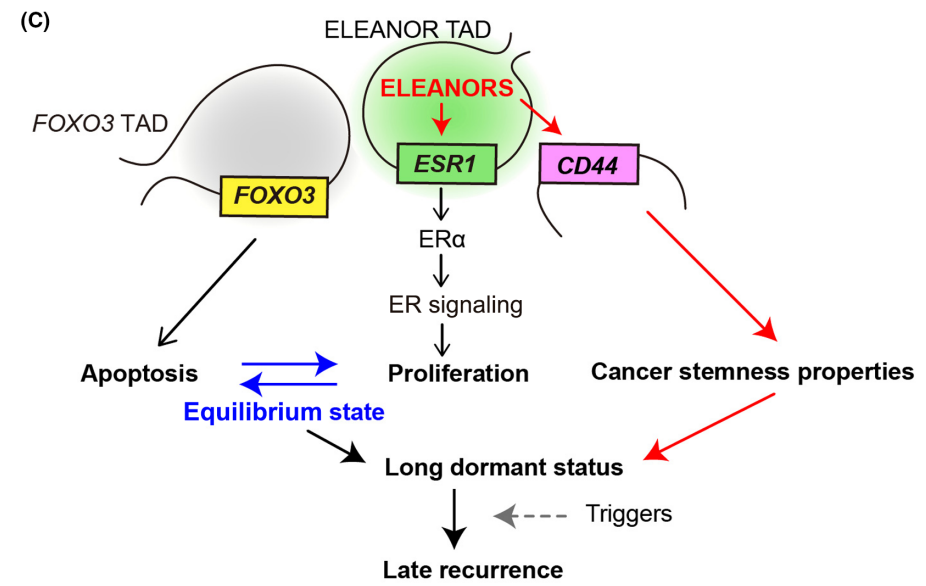 (C)
ELEANOR TAD
ELEANORS
FOXO3 TAD
ESR1
CD44
FOXO3
ERα
ER signaling
Apoptosis
Proliferation
Cancer stemness properties
Equilibrium state
Long dormant status
Triggers
Late recurrence